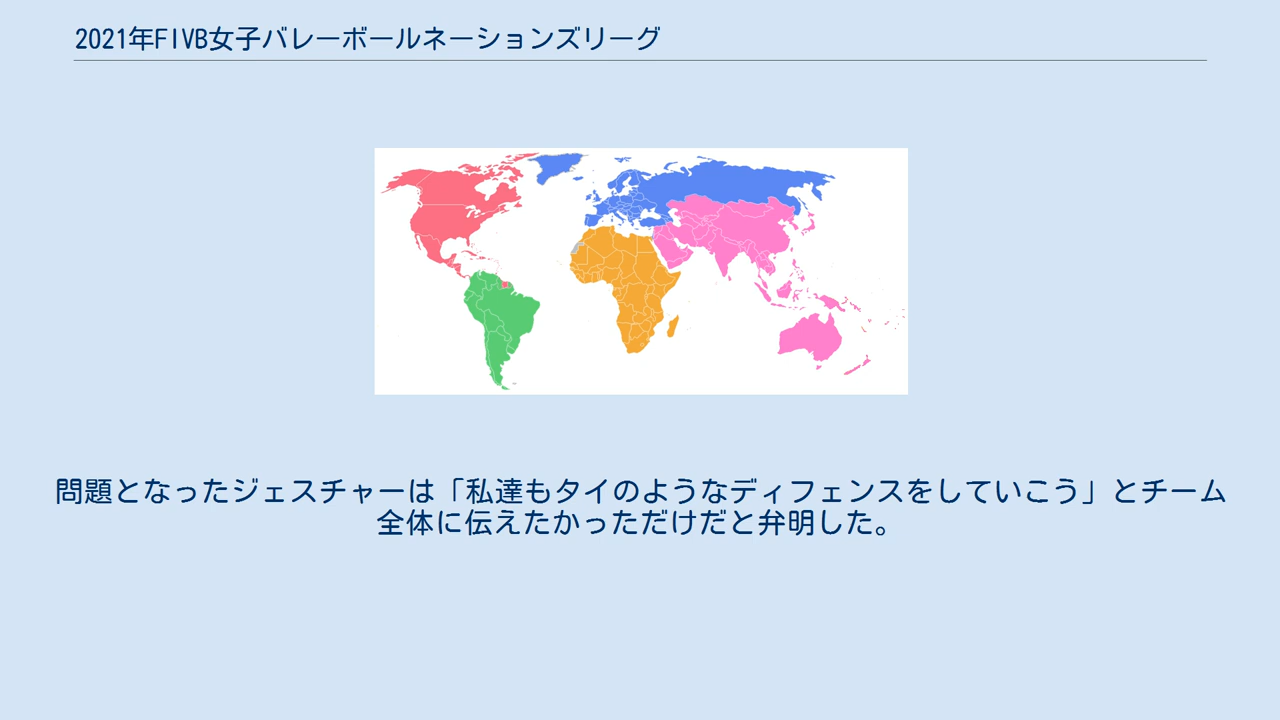 2021年FIVB女子バレーボールネーションズリーグ
問題となったジェスチャーは「私達もタイのようなディフェンスをしていこう」とチーム
全体に伝えたかっただけだと弁明した。